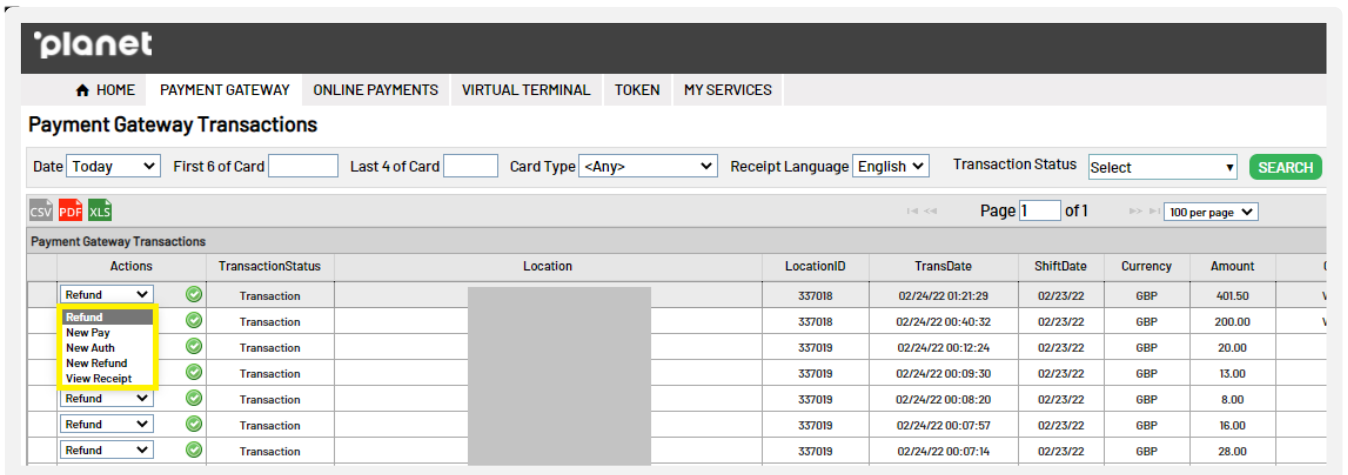 planet
HOME PAYMENT GATEWAY ONLINE PAYMENTS VIRTUAL TERMINAL TOKEN MY SERVICES
Payment Gateway Transactions
Date Today First 6 of Card Last 4 of Card Card Type <Any> Receipt Language English Transaction Status Select SEARCH
CSV PDF XLS Page 1 of 1 100 per page
Payment Gateway Transactions
Actions TransactionStatus Location LocationID TransDate ShiftDate Currency Amount
Refund Transaction 337018 02/24/22 01:21:29 02/23/22 GBP 401.50
Refund Transaction 337018 02/24/22 00:40:32 02/23/22 GBP 200.00
New Pay
New Auth Transaction 337019 02/24/22 00:12:24 02/23/22 GBP 20.00
New Refund
View Receipt Transaction 337019 02/24/22 00:09:30 02/23/22 GBP 13.00
Refund Transaction 337019 02/24/22 00:08:20 02/23/22 GBP 8.00
Refund Transaction 337019 02/24/22 00:07:57 02/23/22 GBP 16.00
Refund Transaction 337019 02/24/22 00:07:14 02/23/22 GBP 28.00